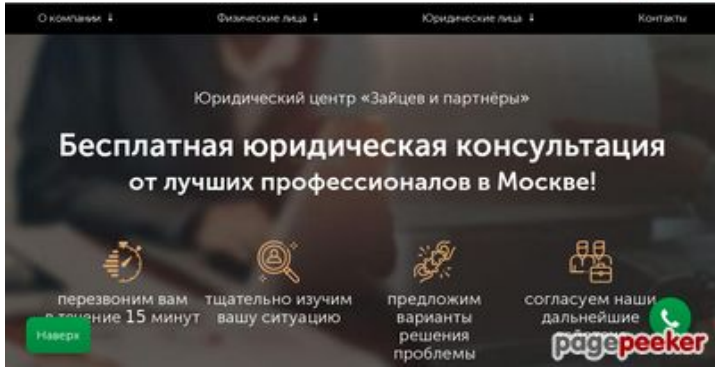 О компании ⬇ Физические лица ⬇ Юридические лица ⬇ Контакты
Юридический центр «Зайцев и партнёры»
Бесплатная юридическая консультация
от лучших профессионалов в Москве!
перезвоним вам
в течение 15 минут
тщательно изучим
вашу ситуацию
предложим
варианты
решения
проблемы
согласуем наши
дальнейшие
Наверх
pagepeeker